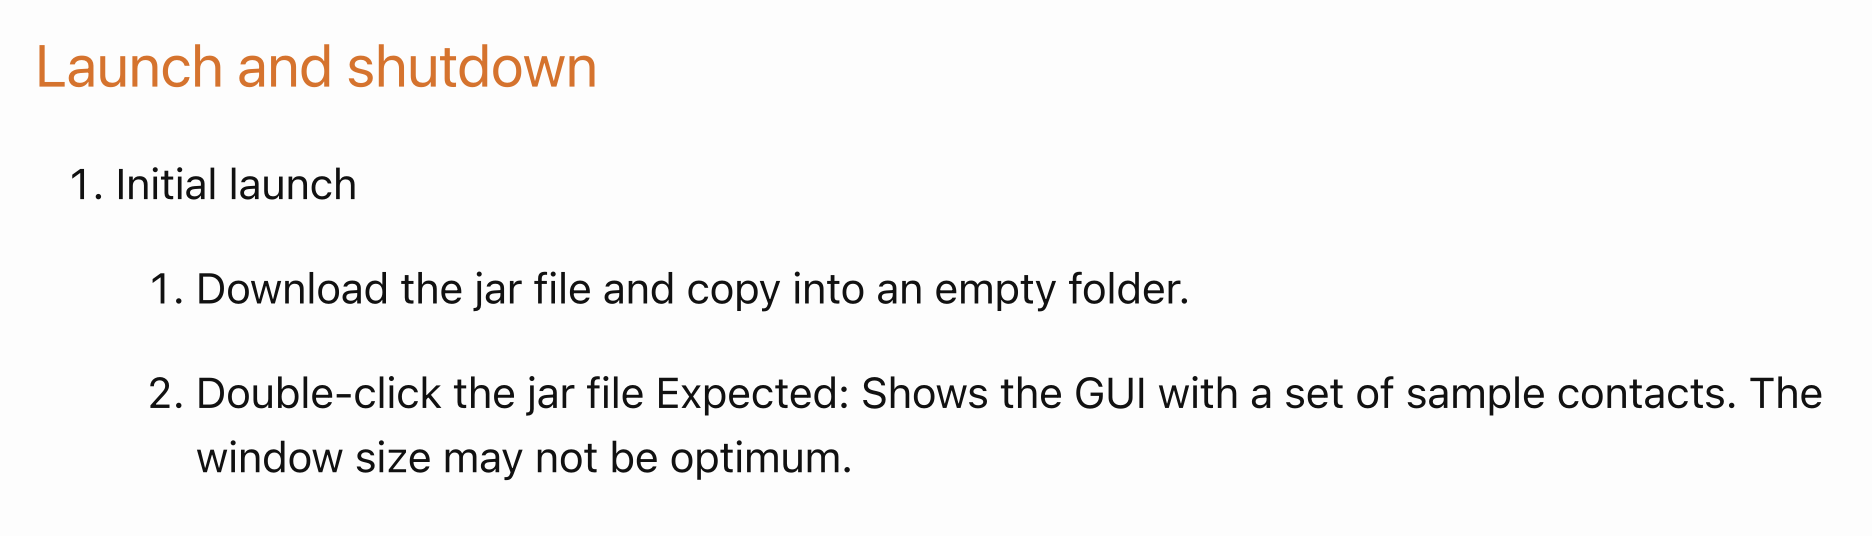 Launch and shutdown
1. Initial launch
1. Download the jar file and copy into an empty folder.
2. Double-click the jar file Expected: Shows the GUI with a set of sample contacts. The
window size may not be optimum.